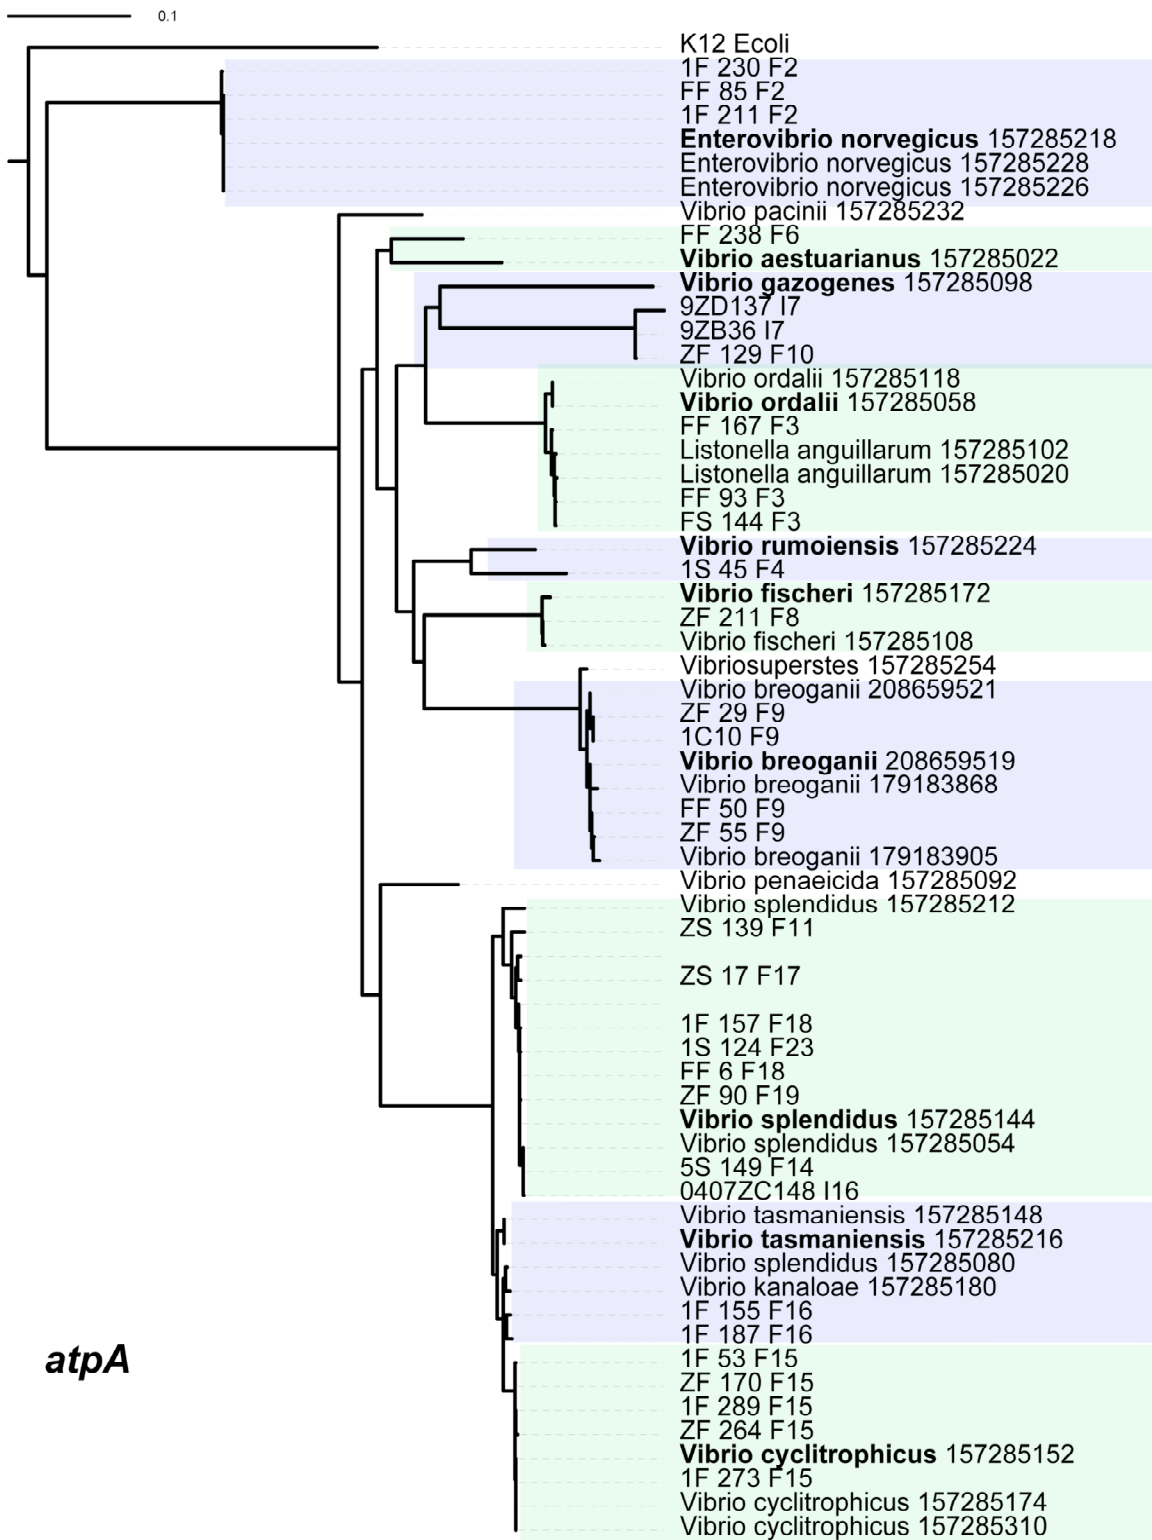 0.1
K12 Ecoli
1F 230 F2
FF 85 F2
1F 211 F2
Enterovibrio norvegicus 157285218
Enterovibrio norvegicus 157285228
Enterovibrio norvegicus 157285226
Vibrio pacinii 157285232
FF 238 F6
Vibrio aestuarianus 157285022
Vibrio gazogenes 157285098
9ZD137 I7
9ZB36 I7
ZF 129 F10
Vibrio ordalii 157285118
Vibrio ordalii 157285058
FF 167 F3
Listonella anguillarum 157285102
Listonella anguillarum 157285020
FF 93 F3
FS 144 F3
Vibrio rumoiensis 157285224
1S 45 F4
Vibrio fischeri 157285172
ZF 211 F8
Vibrio fischeri 157285108
Vibriosuperstes 157285254
Vibrio breoganii 208659521
ZF 29 F9
1C10 F9
Vibrio breoganii 208659519
Vibrio breoganii 179183868
FF 50 F9
ZF 55 F9
Vibrio breoganii 179183905
Vibrio penaeicida 157285092
Vibrio splendidus 157285212
ZS 139 F11
ZS 17 F17
1F 157 F18
1S 124 F23
FF 6 F18
ZF 90 F19
Vibrio splendidus 157285144
Vibrio splendidus 157285054
5S 149 F14
0407ZC148 I16
Vibrio tasmaniensis 157285148
Vibrio tasmaniensis 157285216
Vibrio splendidus 157285080
Vibrio kanaloae 157285180
1F 155 F16
1F 187 F16
atpA
1F 53 F15
ZF 170 F15
1F 289 F15
ZF 264 F15
Vibrio cyclitrophicus 157285152
1F 273 F15
Vibrio cyclitrophicus 157285174
Vibrio cyclitrophicus 157285310